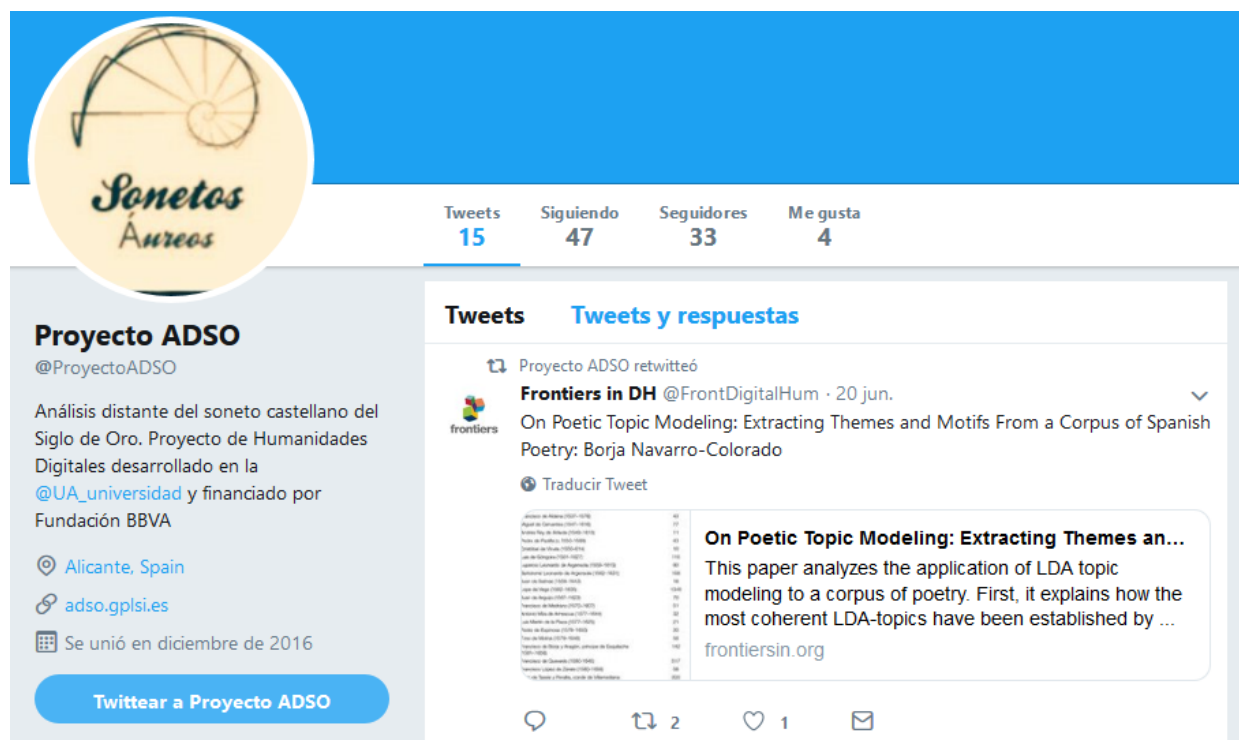 Sonetos
Áureos
Tweets
15
Siguiendo
47
Seguidores
33
Me gusta
4
Proyecto ADSO
@ProyectoADSO
Análisis distante del soneto castellano del
Siglo de Oro. Proyecto de Humanidades
Digitales desarrollado en la
@UA_universidad y financiado por
Fundación BBVA
Alicante, Spain
adso.gplsi.es
Se unió en diciembre de 2016
Twittear a Proyecto ADSO
Tweets Tweets y respuestas
Proyecto ADSO retwitteó
frontiers
Frontiers in DH @FrontDigitalHum · 20 jun.
On Poetic Topic Modeling: Extracting Themes and Motifs From a Corpus of Spanish
Poetry: Borja Navarro-Colorado
Traducir Tweet
On Poetic Topic Modeling: Extracting Themes an...
This paper analyzes the application of LDA topic
modeling to a corpus of poetry. First, it explains how the
most coherent LDA-topics have been established by ...
frontiersin.org
2
1